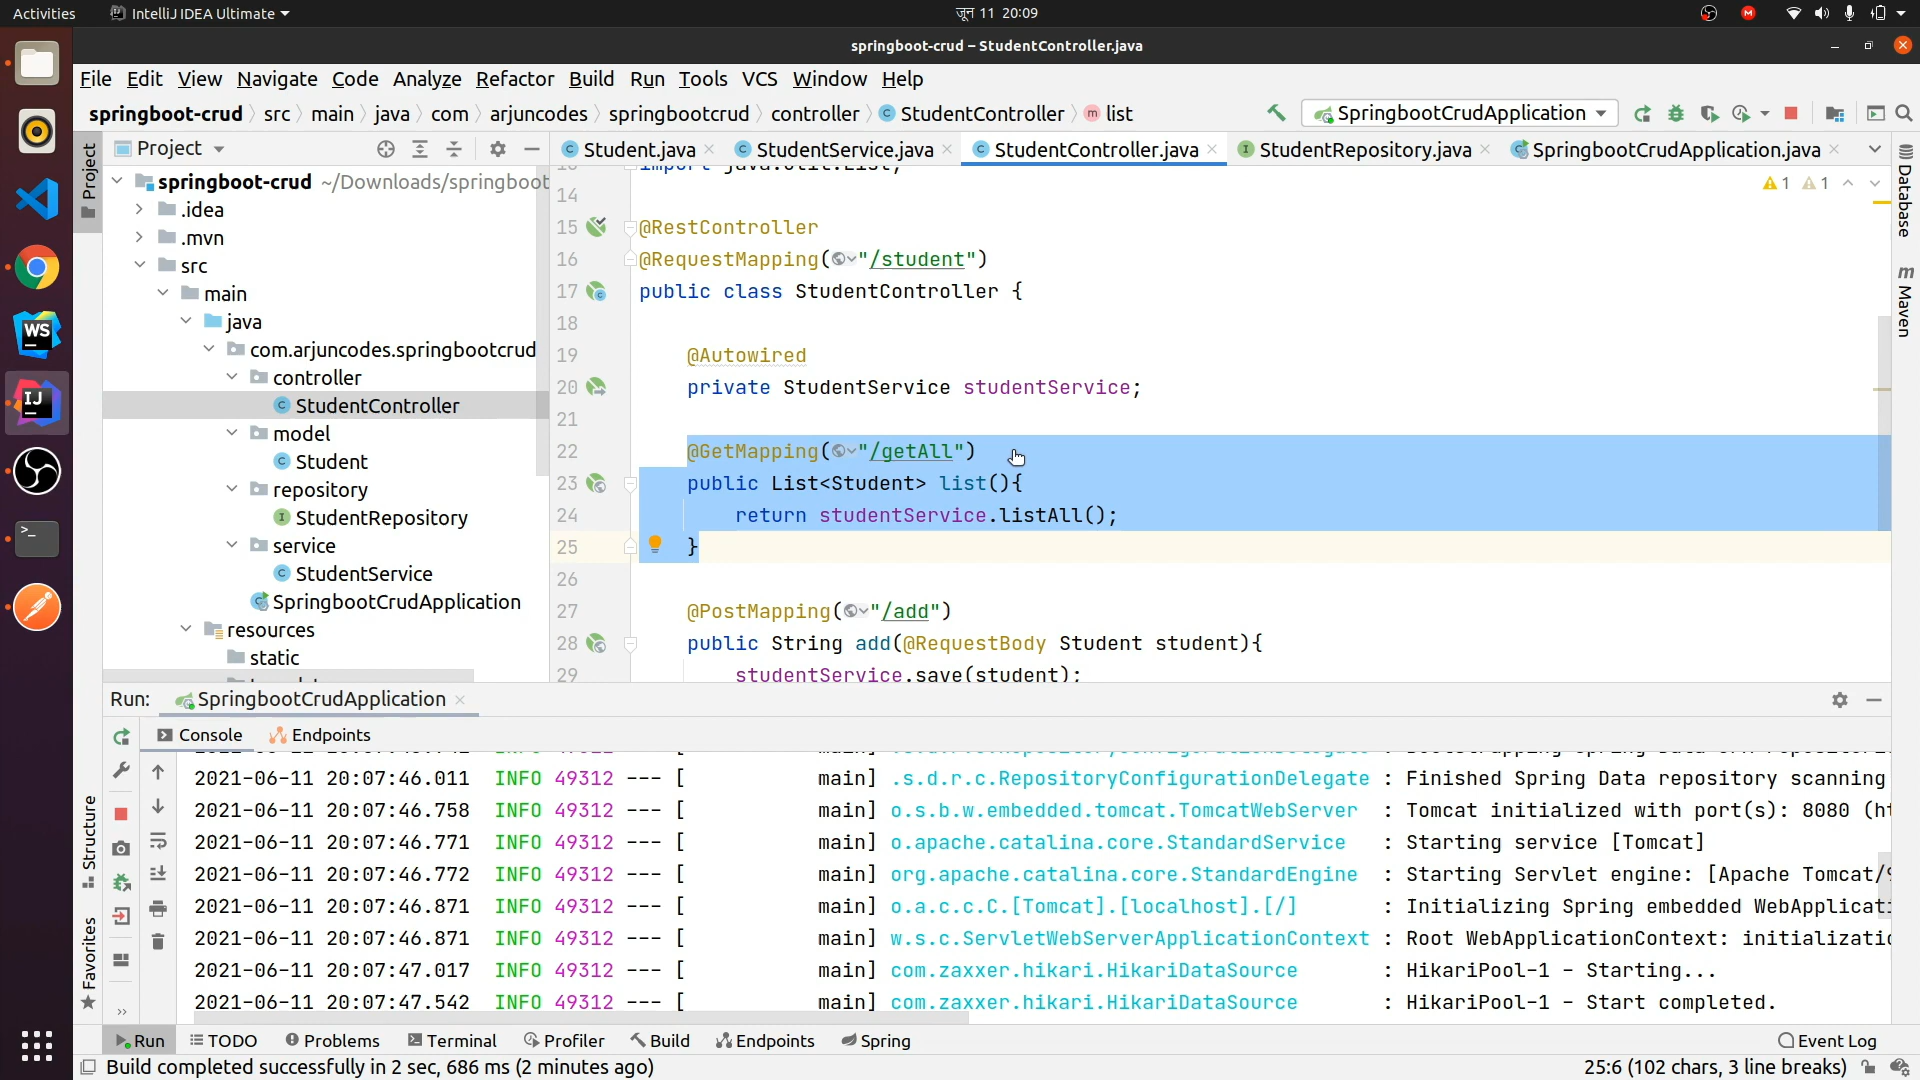 Activities IntelliJ IDEA Ultimate जून 11 20:09
springboot-crud – StudentController.java
File Edit View Navigate Code Analyze Refactor Build Run Tools VCS Window Help
springboot-crud src main java com arjuncodes springbootcrud controller StudentController list SpringbootCrudApplication
Project Student.java StudentService.java StudentController.java StudentRepository.java SpringbootCrudApplication.java
Project
Database
Maven
springboot-crud ~/Downloads/springboot
.idea
.mvn
src
main
java
com.arjuncodes.springbootcrud
controller
StudentController
model
Student
repository
StudentRepository
service
StudentService
SpringbootCrudApplication
resources
static
1 1
14
15 @RestController
16 @RequestMapping("/student")
17 public class StudentController {
18
19 @Autowired
20 private StudentService studentService;
21
22 @GetMapping("/getAll")
23 public List<Student> list(){
24 return studentService.listAll();
25 }
26
27 @PostMapping("/add")
28 public String add(@RequestBody Student student){
29 studentService.save(student);
Run: SpringbootCrudApplication
Console Endpoints
2021-06-11 20:07:46.011 INFO 49312 --- [ main] .s.d.r.c.RepositoryConfigurationDelegate : Finished Spring Data repository scanning
2021-06-11 20:07:46.758 INFO 49312 --- [ main] o.s.b.w.embedded.tomcat.TomcatWebServer : Tomcat initialized with port(s): 8080 (ht
2021-06-11 20:07:46.771 INFO 49312 --- [ main] o.apache.catalina.core.StandardService : Starting service [Tomcat]
2021-06-11 20:07:46.772 INFO 49312 --- [ main] org.apache.catalina.core.StandardEngine : Starting Servlet engine: [Apache Tomcat/9
2021-06-11 20:07:46.871 INFO 49312 --- [ main] o.a.c.c.C.[Tomcat].[localhost].[/] : Initializing Spring embedded WebApplicati
2021-06-11 20:07:46.871 INFO 49312 --- [ main] w.s.c.ServletWebServerApplicationContext : Root WebApplicationContext: initializatio
2021-06-11 20:07:47.017 INFO 49312 --- [ main] com.zaxxer.hikari.HikariDataSource : HikariPool-1 - Starting...
2021-06-11 20:07:47.542 INFO 49312 --- [ main] com.zaxxer.hikari.HikariDataSource : HikariPool-1 - Start completed.
Structure
Favorites
Run TODO Problems Terminal Profiler Build Endpoints Spring Event Log
Build completed successfully in 2 sec, 686 ms (2 minutes ago) 25:6 (102 chars, 3 line breaks)